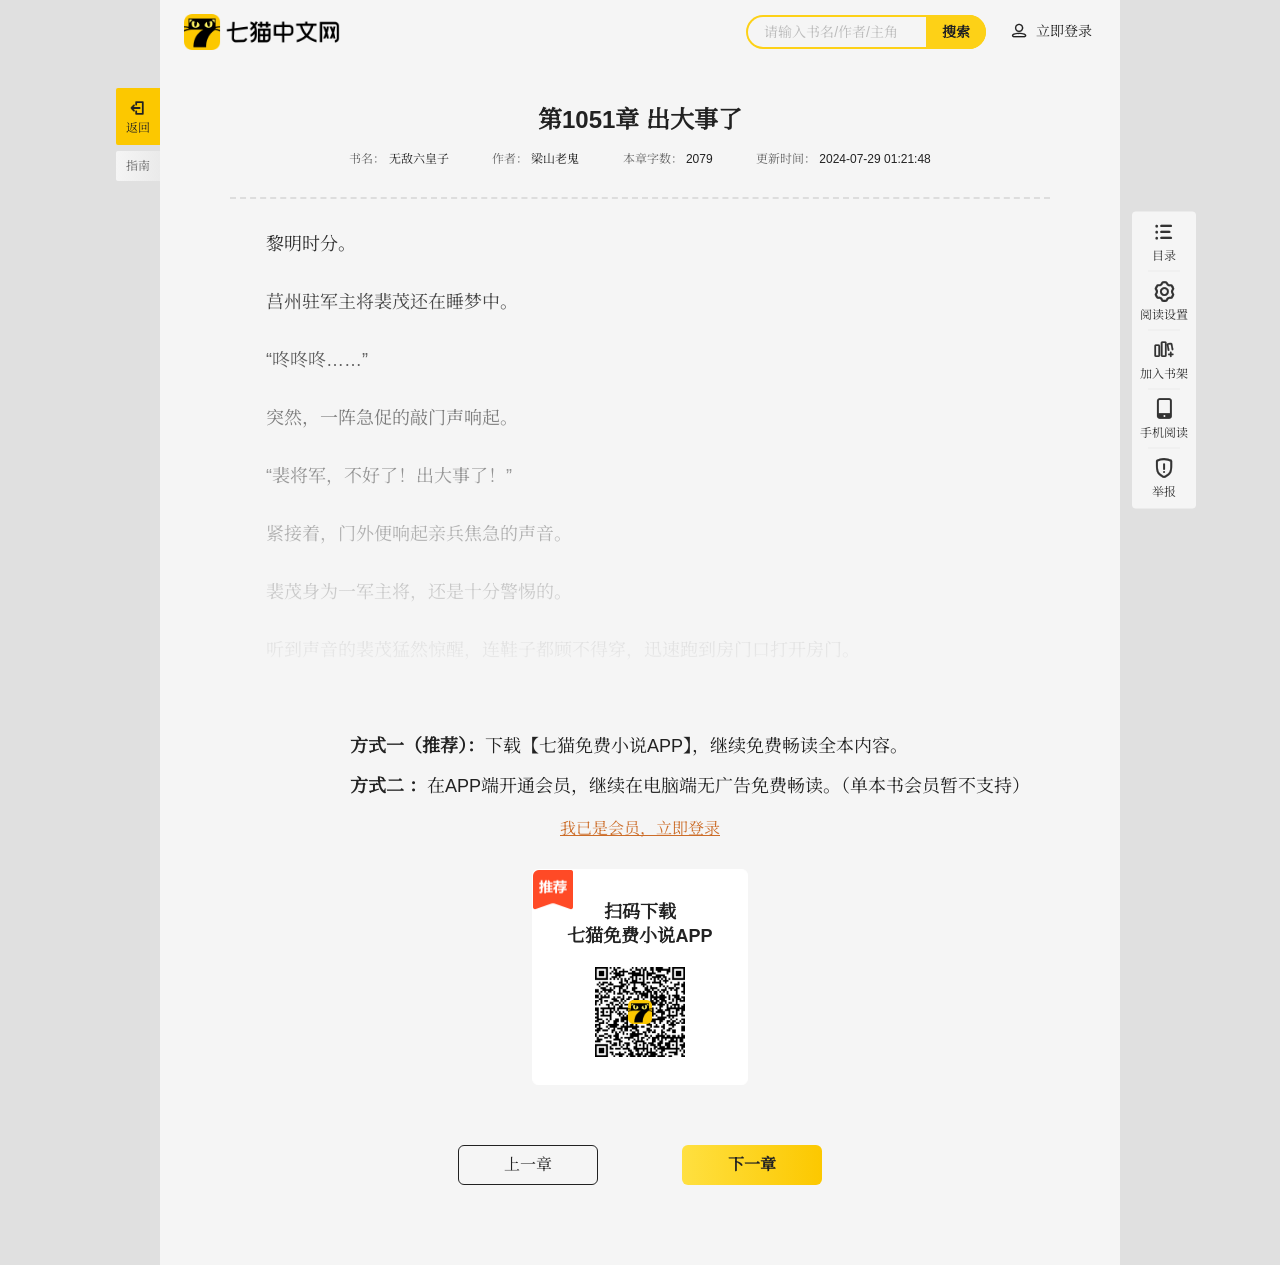 七猫中文网
请输入书名/作者/主角
搜索
立即登录
返回
指南
第1051章 出大事了
书名： 无敌六皇子 作者： 梁山老鬼 本章字数： 2079 更新时间： 2024-07-29 01:21:48
黎明时分。
莒州驻军主将裴茂还在睡梦中。
“咚咚咚……”
突然，一阵急促的敲门声响起。
“裴将军，不好了！出大事了！”
紧接着，门外便响起亲兵焦急的声音。
裴茂身为一军主将，还是十分警惕的。
听到声音的裴茂猛然惊醒，连鞋子都顾不得穿，迅速跑到房门口打开房门。
目录
阅读设置
加入书架
手机阅读
举报
方式一（推荐）：下载【七猫免费小说APP】，继续免费畅读全本内容。
方式二 ：在APP端开通会员，继续在电脑端无广告免费畅读。（单本书会员暂不支持）
我已是会员，立即登录
推荐
扫码下载
七猫免费小说APP
上一章
下一章